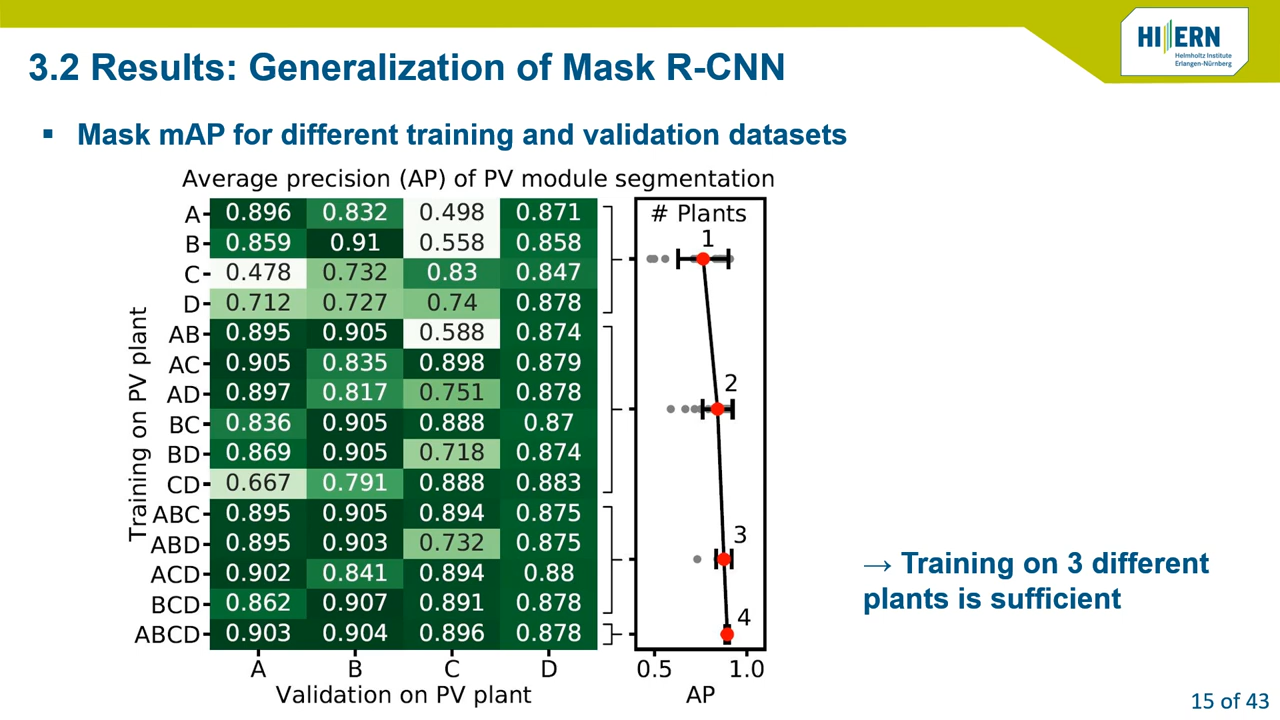 HI ERN
Helmholtz Institute
Erlangen-Nürnberg
3.2 Results: Generalization of Mask R-CNN
▪ Mask mAP for different training and validation datasets
Average precision (AP) of PV module segmentation
Training on PV plant
A 0.896 0.832 0.498 0.871
B 0.859 0.91 0.558 0.858
C 0.478 0.732 0.83 0.847
D 0.712 0.727 0.74 0.878
AB 0.895 0.905 0.588 0.874
AC 0.905 0.835 0.898 0.879
AD 0.897 0.817 0.751 0.878
BC 0.836 0.905 0.888 0.87
BD 0.869 0.905 0.718 0.874
CD 0.667 0.791 0.888 0.883
ABC 0.895 0.905 0.894 0.875
ABD 0.895 0.903 0.732 0.875
ACD 0.902 0.841 0.894 0.88
BCD 0.862 0.907 0.891 0.878
ABCD 0.903 0.904 0.896 0.878
A B C D
Validation on PV plant
# Plants
1
2
3
4
0.5 1.0
AP
→ Training on 3 different
plants is sufficient
15 of 43